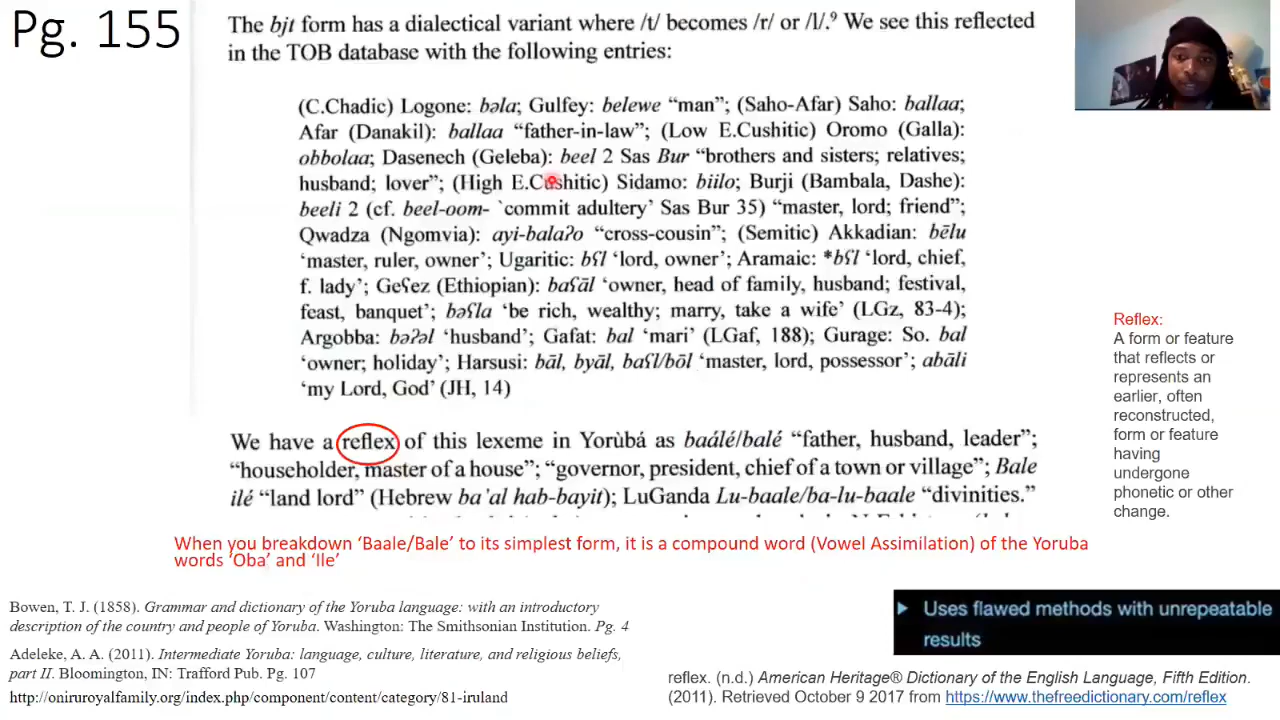 Pg. 155
The bjt form has a dialectical variant where /t/ becomes /r/ or /l/.⁹ We see this reflected
in the TOB database with the following entries:
(C.Chadic) Logone: bəla; Gulfey: belewe “man”; (Saho-Afar) Saho: ballaa;
Afar (Danakil): ballaa “father-in-law”; (Low E.Cushitic) Oromo (Galla):
obbolaa; Dasenech (Geleba): beel 2 Sas Bur “brothers and sisters; relatives;
husband; lover”; (High E.Cushitic) Sidamo: biilo; Burji (Bambala, Dashe):
beeli 2 (cf. beel-oom- `commit adultery’ Sas Bur 35) “master, lord; friend”;
Qwadza (Ngomvia): ayi-balaʔo “cross-cousin”; (Semitic) Akkadian: bēlu
‘master, ruler, owner’; Ugaritic: bʕl ‘lord, owner’; Aramaic: *bʕl ‘lord, chief,
f. lady’; Geʕez (Ethiopian): baʕāl ‘owner, head of family, husband; festival,
feast, banquet’; bəʕla ‘be rich, wealthy; marry, take a wife’ (LGz, 83-4);
Argobba: bəʔəl ‘husband’; Gafat: bal ‘mari’ (LGaf, 188); Gurage: So. bal
‘owner; holiday’; Harsusi: bāl, byāl, baʕl/bōl ‘master, lord, possessor’; abāli
‘my Lord, God’ (JH, 14)
We have a reflex of this lexeme in Yorùbá as baálé/balé “father, husband, leader”;
“householder, master of a house”; “governor, president, chief of a town or village”; Bale
ilé “land lord” (Hebrew ba’al hab-bayit); LuGanda Lu-baale/ba-lu-baale “divinities.”
Reflex:
A form or feature
that reflects or
represents an
earlier, often
reconstructed,
form or feature
having
undergone
phonetic or other
change.
When you breakdown ‘Baale/Bale’ to its simplest form, it is a compound word (Vowel Assimilation) of the Yoruba
words ‘Oba’ and ‘Ile’
Bowen, T. J. (1858). Grammar and dictionary of the Yoruba language: with an introductory
description of the country and people of Yoruba. Washington: The Smithsonian Institution. Pg. 4
Adeleke, A. A. (2011). Intermediate Yoruba: language, culture, literature, and religious beliefs,
part II. Bloomington, IN: Trafford Pub. Pg. 107
http://oniruroyalfamily.org/index.php/component/content/category/81-iruland
Uses flawed methods with unrepeatable
results
reflex. (n.d.) American Heritage® Dictionary of the English Language, Fifth Edition.
(2011). Retrieved October 9 2017 from https://www.thefreedictionary.com/reflex